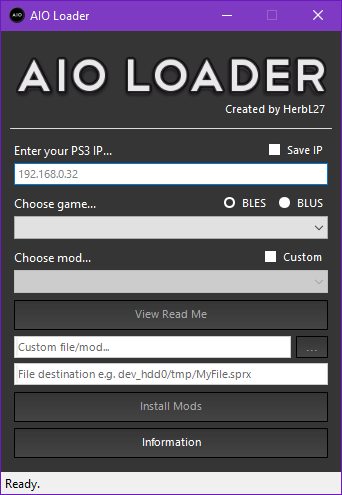 AIO Loader
AIO LOADER
Created by HerbL27
Enter your PS3 IP... Save IP
192.168.0.32
Choose game... BLES BLUS
Choose mod... Custom
View Read Me
Custom file/mod... ...
File destination e.g. dev_hdd0/tmp/MyFile.sprx
Install Mods
Information
Ready.